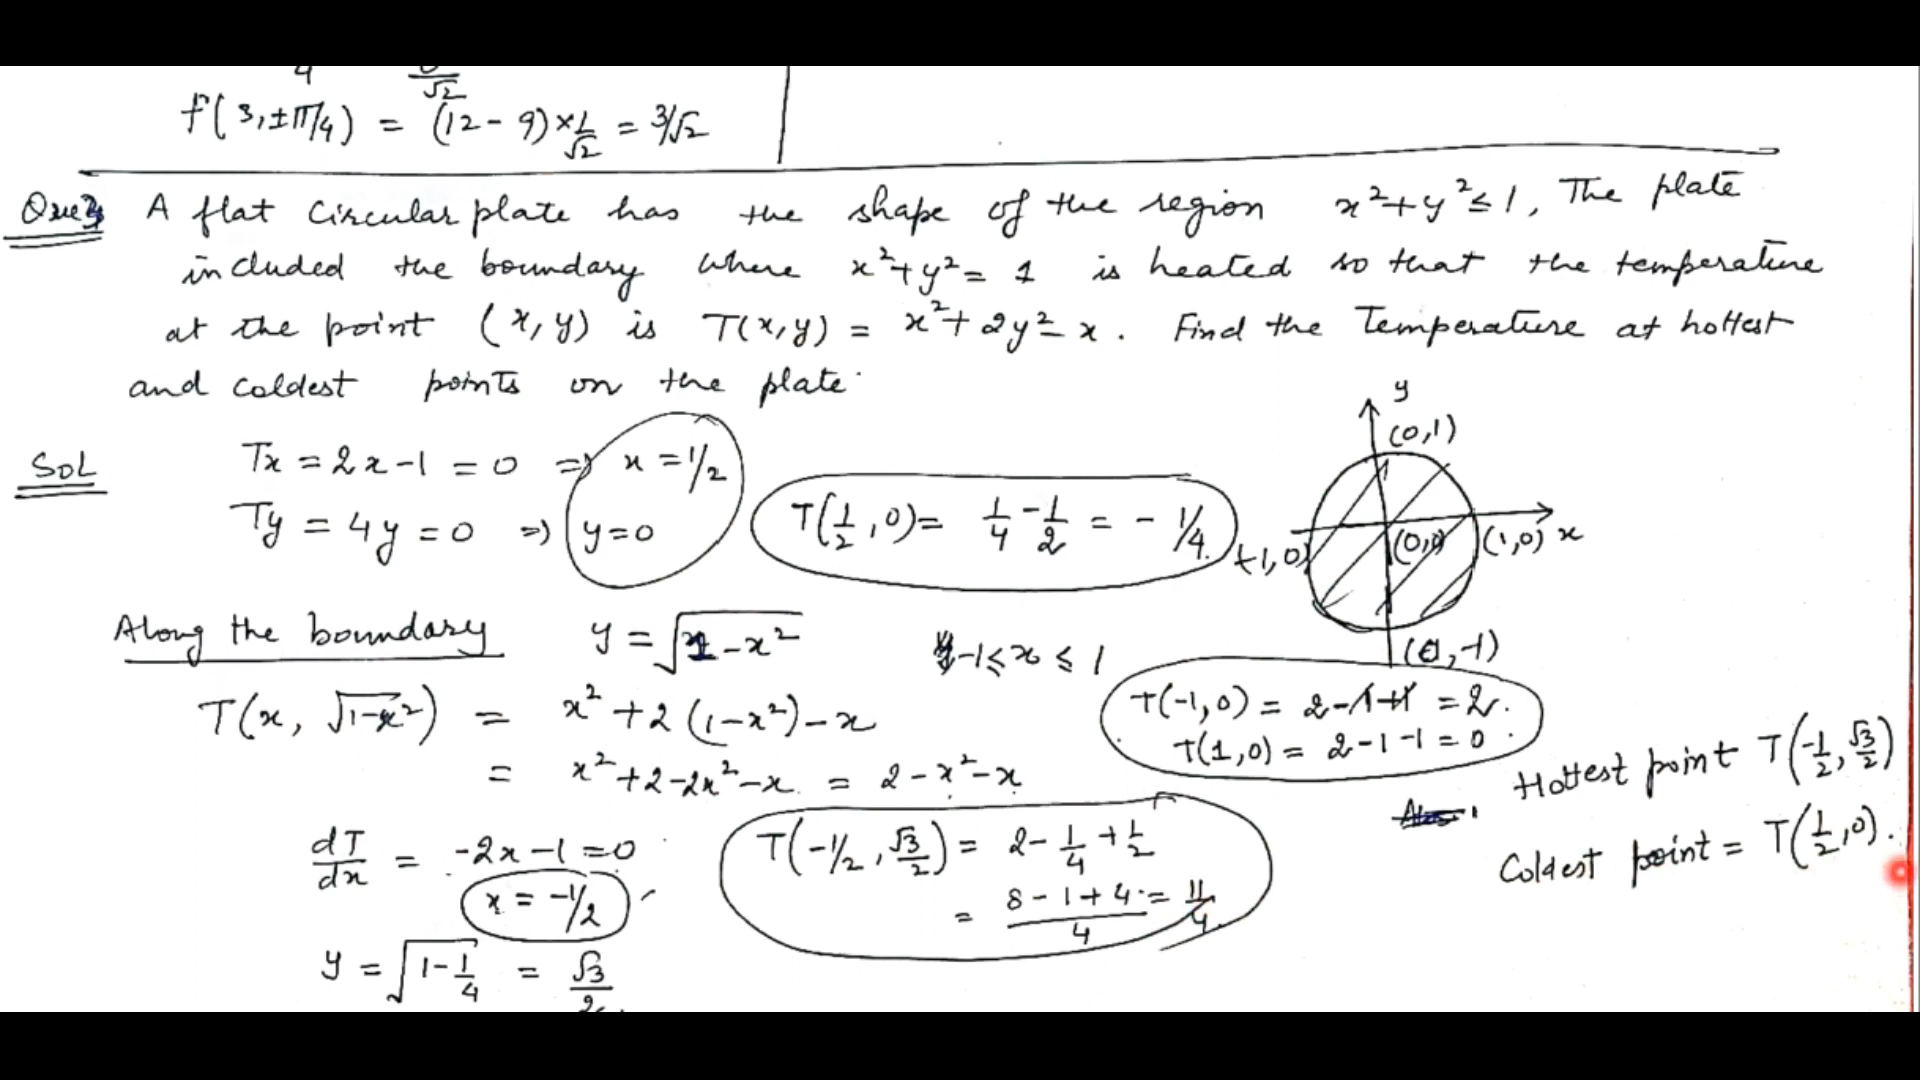 4 √2
f(3,±π/4) = (12-9)×1/√2 = 3/√2
Que3 A flat circular plate has the shape of the region x²+y²≤1, The plate
included the boundary where x²+y²=1 is heated so that the temperature
at the point (x,y) is T(x,y) = x²+2y²-x. Find the Temperature at hottest
and coldest points on the plate.
y
(0,1)
Sol Tx = 2x-1 = 0 ⇒ x = 1/2
Ty = 4y = 0 ⇒ y=0
T(1/2,0) = 1/4 - 1/2 = -1/4.
(-1,0) (0,0) (1,0) x
(0,-1)
Along the boundary y = √1-x² -1≤x≤1
T(x, √1-x²) = x²+2(1-x²)-x
= x²+2-2x²-x = 2-x²-x
T(-1,0) = 2-1+1 = 2.
T(1,0) = 2-1-1 = 0.
Hottest point T(-1/2, √3/2)
Coldest point = T(1/2,0).
dT/dx = -2x-1=0
x = -1/2
T(-1/2, √3/2) = 2 - 1/4 + 1/2
= 8-1+4/4 = 11/4
y = √1-1/4 = √3/2